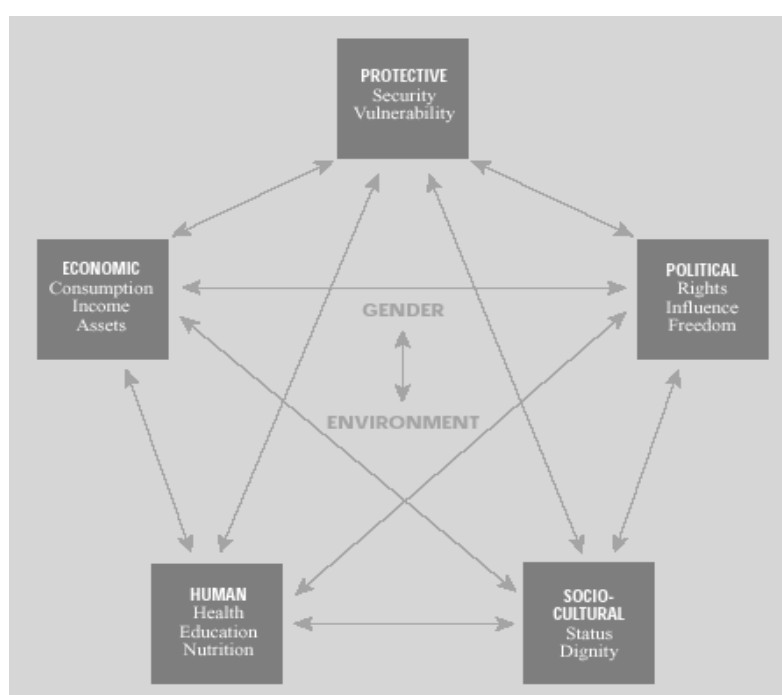 PROTECTIVE
Security
Vulnerability
ECONOMIC
Consumption
Income
Assets
POLITICAL
Rights
Influence
Freedom
GENDER
ENVIRONMENT
HUMAN
Health
Education
Nutrition
SOCIO-
CULTURAL
Status
Dignity